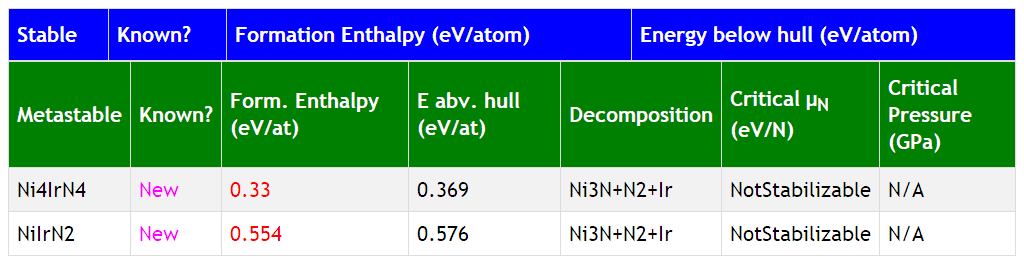 Stable Known? Formation Enthalpy (eV/atom) Energy below hull (eV/atom)
Metastable Known? Form. Enthalpy (eV/at) E abv. hull (eV/at) Decomposition Critical μN (eV/N) Critical Pressure (GPa)
Ni4IrN4 New 0.33 0.369 Ni3N+N2+Ir NotStabilizable N/A
NiIrN2 New 0.554 0.576 Ni3N+N2+Ir NotStabilizable N/A